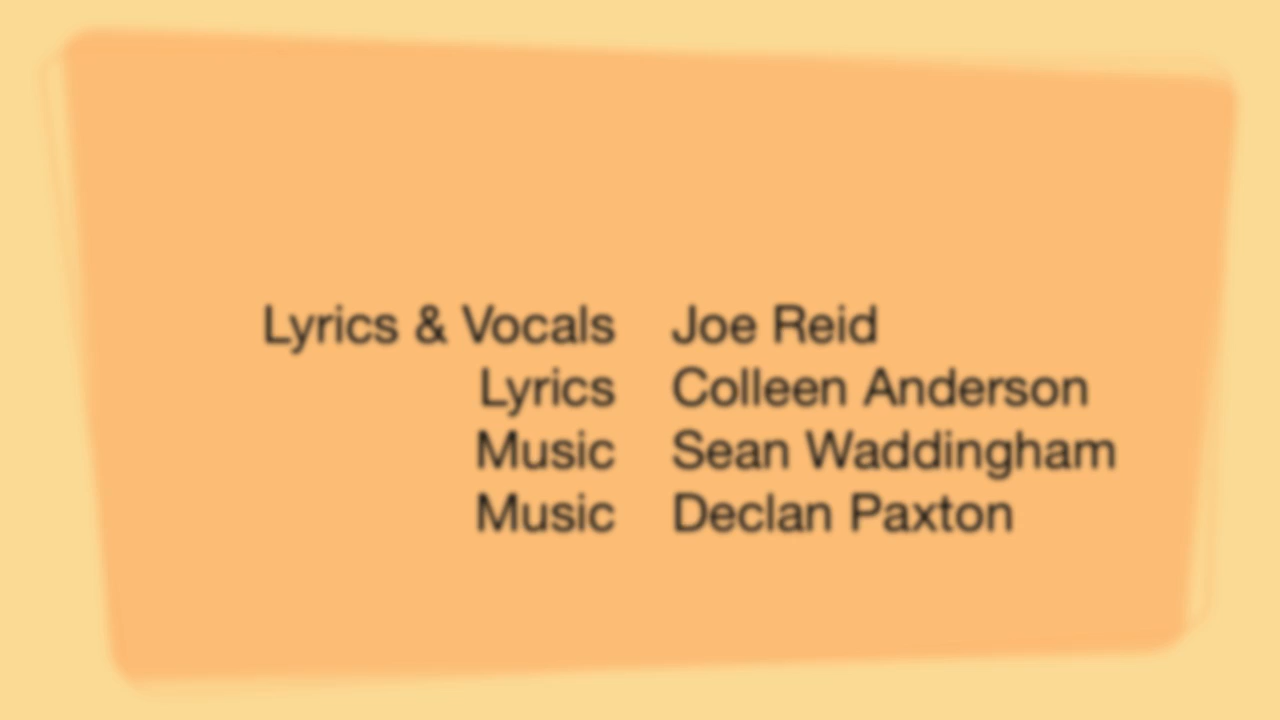 Lyrics & Vocals Joe Reid
Lyrics Colleen Anderson
Music Sean Waddingham
Music Declan Paxton